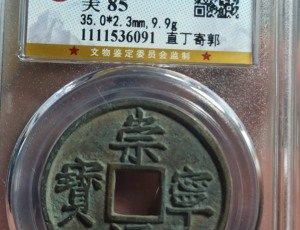 美 85
35.0*2.3mm,9.9g
1111536091 直丁寄郭
文物鉴定委员会监制
崇
寳 寧